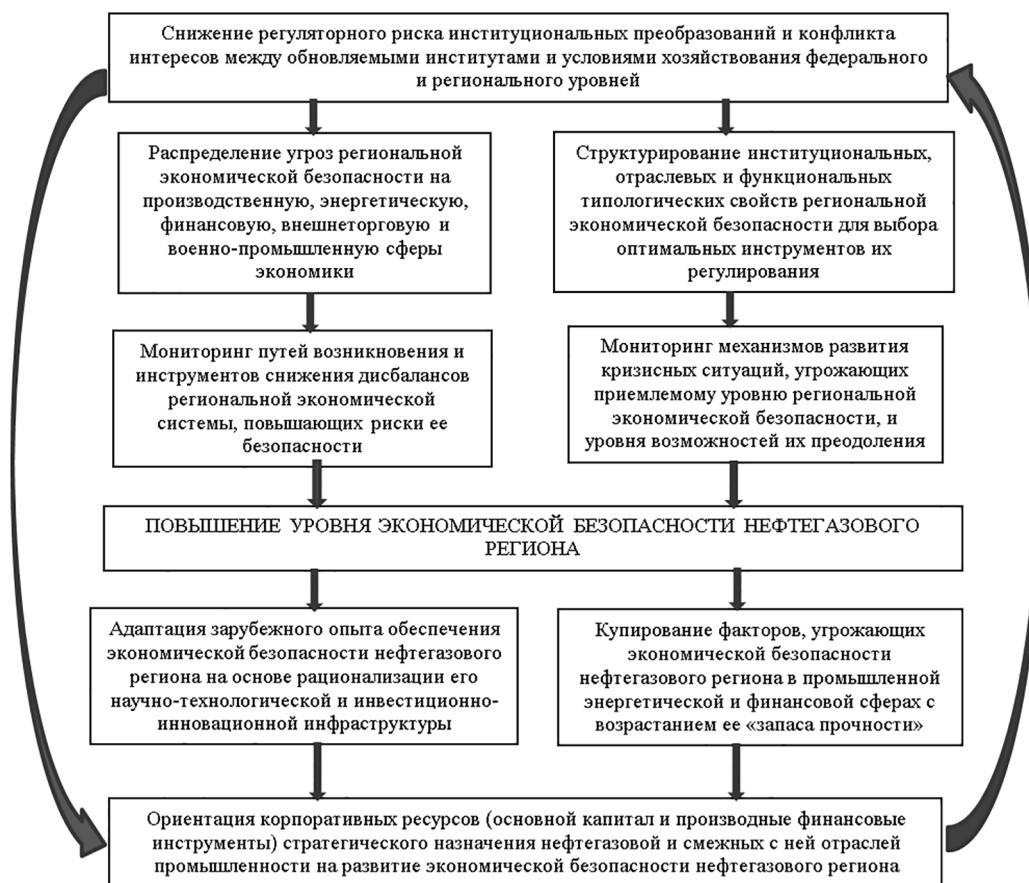 Снижение регуляторного риска институциональных преобразований и конфликта
интересов между обновляемыми институтами и условиями хозяйствования федерального
и регионального уровней
Распределение угроз региональной
экономической безопасности на
производственную, энергетическую,
финансовую, внешнеторговую и
военно-промышленную сферы
экономики
Структурирование институциональных,
отраслевых и функциональных
типологических свойств региональной
экономической безопасности для выбора
оптимальных инструментов их
регулирования
Мониторинг путей возникновения и
инструментов снижения дисбалансов
региональной экономической
системы, повышающих риски ее
безопасности
Мониторинг механизмов развития
кризисных ситуаций, угрожающих
приемлемому уровню региональной
экономической безопасности, и
уровня возможностей их преодоления
ПОВЫШЕНИЕ УРОВНЯ ЭКОНОМИЧЕСКОЙ БЕЗОПАСНОСТИ НЕФТЕГАЗОВОГО
РЕГИОНА
Адаптация зарубежного опыта обеспечения
экономической безопасности нефтегазового
региона на основе рационализации его
научно-технологической и инвестиционно-
инновационной инфраструктуры
Купирование факторов, угрожающих
экономической безопасности
нефтегазового региона в промышленной
энергетической и финансовой сферах с
возрастанием ее «запаса прочности»
Ориентация корпоративных ресурсов (основной капитал и производные финансовые
инструменты) стратегического назначения нефтегазовой и смежных с ней отраслей
промышленности на развитие экономической безопасности нефтегазового региона